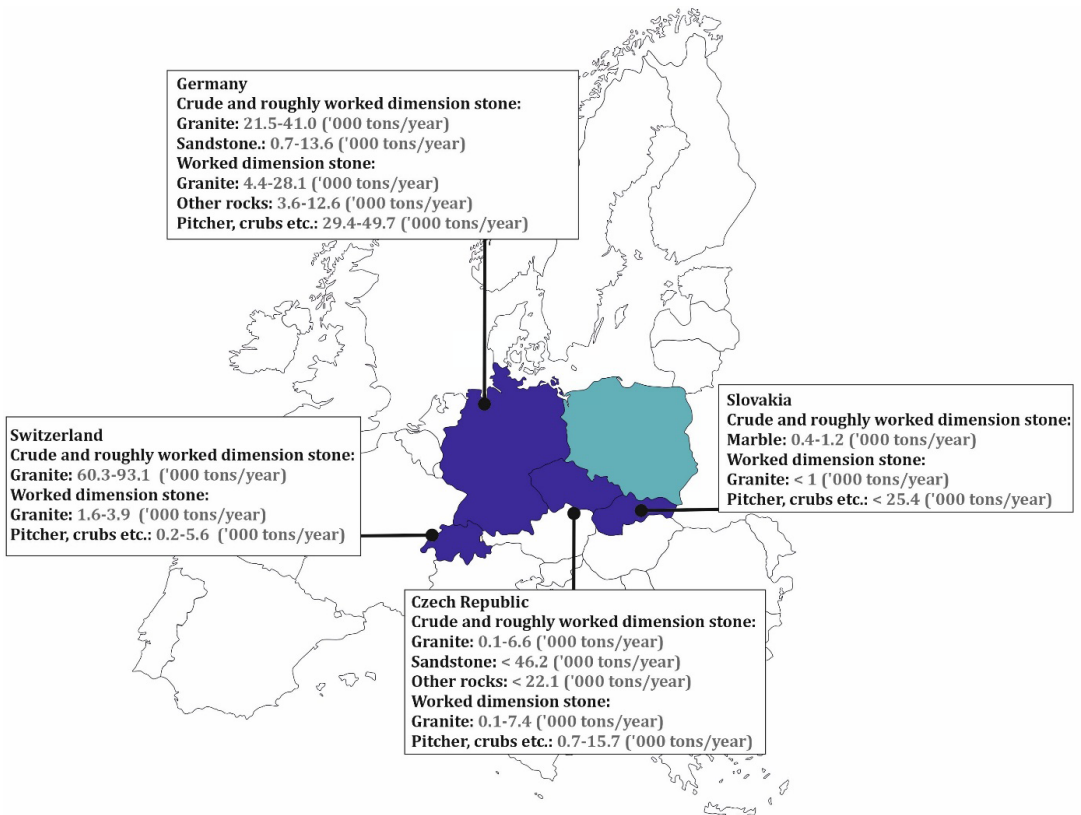 Germany
Crude and roughly worked dimension stone:
Granite: 21.5-41.0 ('000 tons/year)
Sandstone.: 0.7-13.6 ('000 tons/year)
Worked dimension stone:
Granite: 4.4-28.1 ('000 tons/year)
Other rocks: 3.6-12.6 ('000 tons/year)
Pitcher, crubs etc.: 29.4-49.7 ('000 tons/year)
Slovakia
Crude and roughly worked dimension stone:
Marble: 0.4-1.2 ('000 tons/year)
Worked dimension stone:
Granite: < 1 ('000 tons/year)
Pitcher, crubs etc.: < 25.4 ('000 tons/year)
Switzerland
Crude and roughly worked dimension stone:
Granite: 60.3-93.1 ('000 tons/year)
Worked dimension stone:
Granite: 1.6-3.9 ('000 tons/year)
Pitcher, crubs etc.: 0.2-5.6 ('000 tons/year)
Czech Republic
Crude and roughly worked dimension stone:
Granite: 0.1-6.6 ('000 tons/year)
Sandstone: < 46.2 ('000 tons/year)
Other rocks: < 22.1 ('000 tons/year)
Worked dimension stone:
Granite: 0.1-7.4 ('000 tons/year)
Pitcher, crubs etc.: 0.7-15.7 ('000 tons/year)